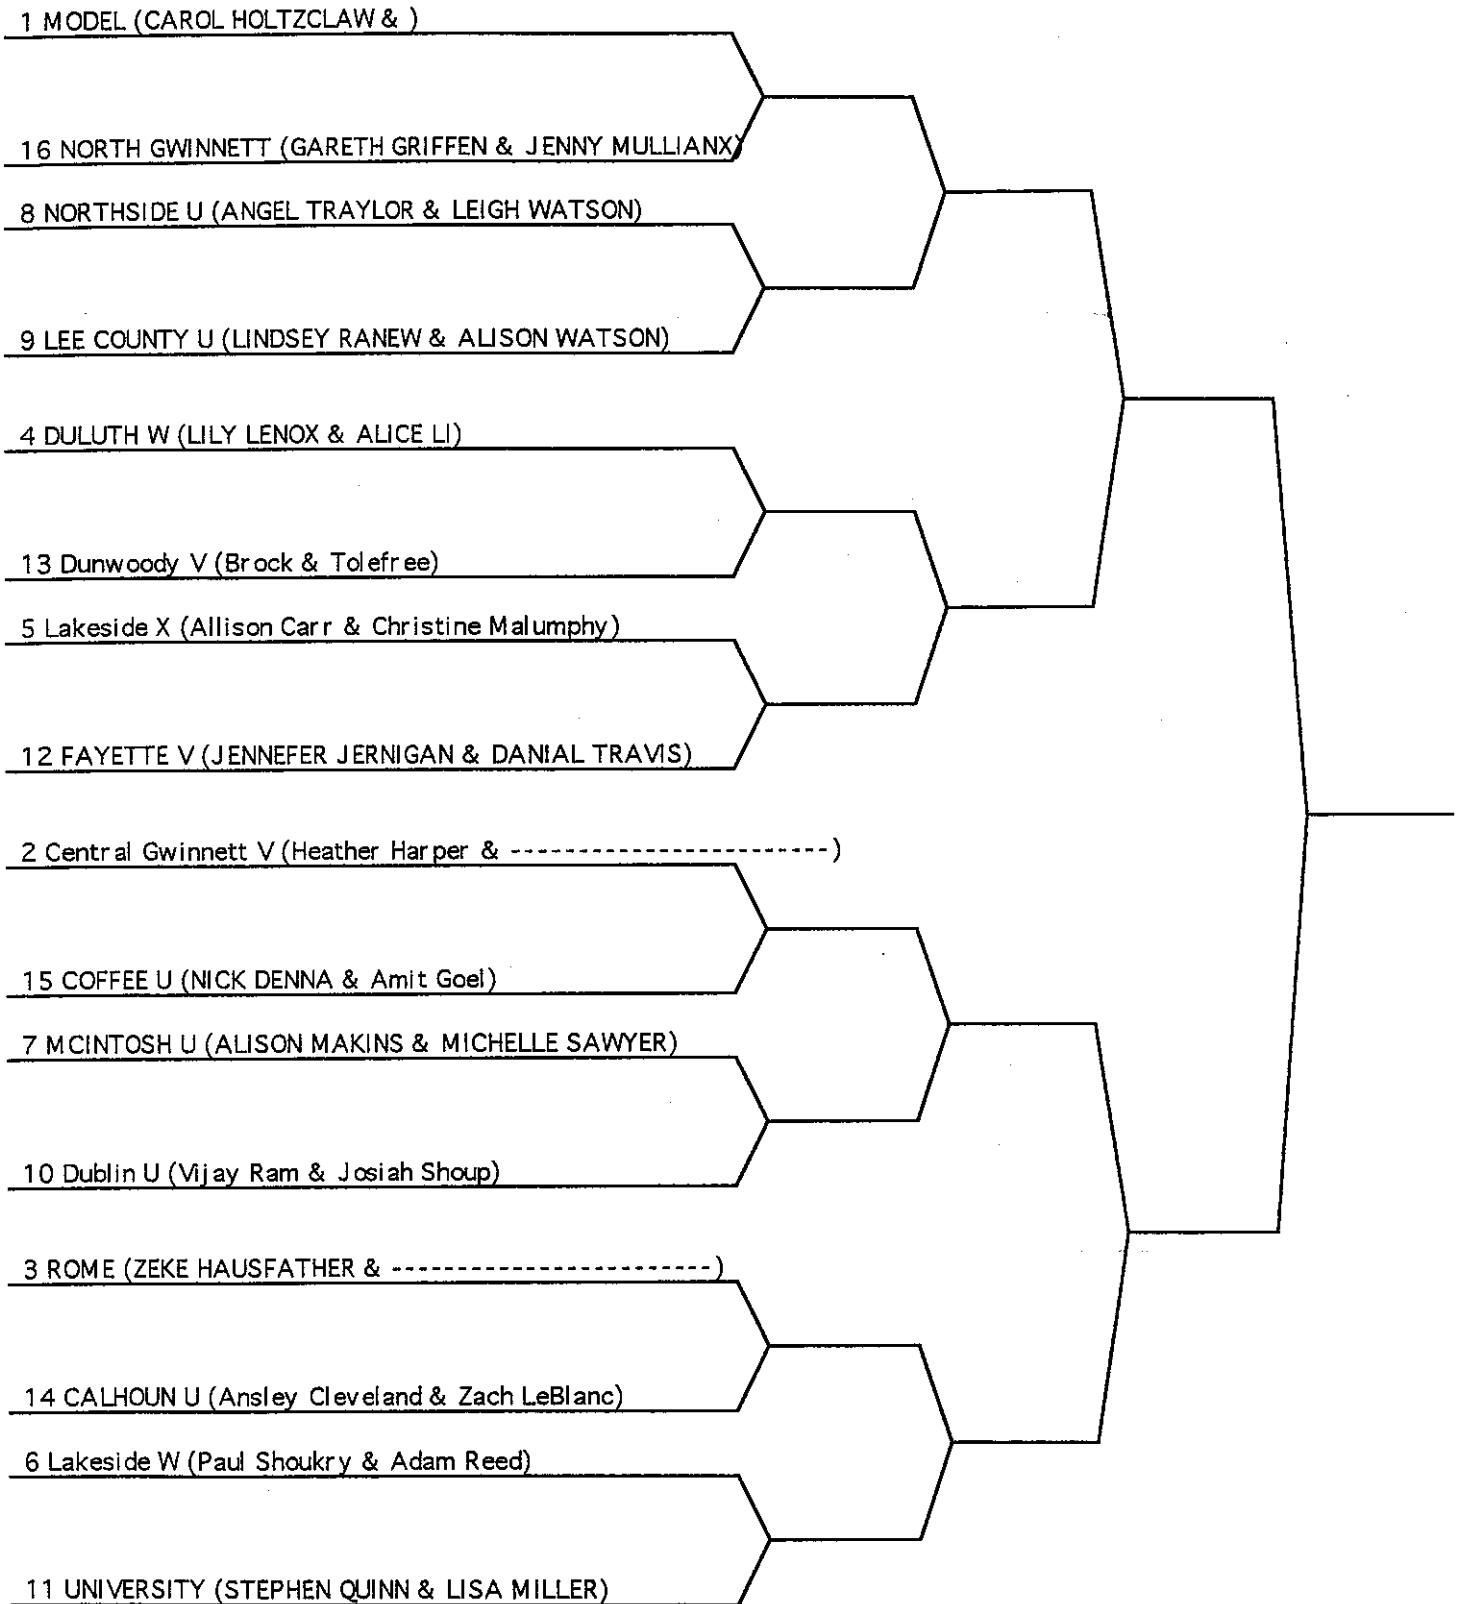 1 MODEL (CAROL HOLTZCLAW & )
16 NORTH GWINNETT (GARETH GRIFFEN & JENNY MULLIANX)
8 NORTHSIDE U (ANGEL TRAYLOR & LEIGH WATSON)
9 LEE COUNTY U (LINDSEY RANEW & ALISON WATSON)
4 DULUTH W (LILY LENOX & ALICE LI)
13 Dunwoody V (Brock & Tolefree)
5 Lakeside X (Allison Carr & Christine Malumphy)
12 FAYETTE V (JENNEFER JERNIGAN & DANIAL TRAVIS)
2 Central Gwinnett V (Heather Harper & ------------------------)
15 COFFEE U (NICK DENNA & Amit Goel)
7 MCINTOSH U (ALISON MAKINS & MICHELLE SAWYER)
10 Dublin U (Vijay Ram & Josiah Shoup)
3 ROME (ZEKE HAUSFATHER & ------------------------)
14 CALHOUN U (Ansley Cleveland & Zach LeBlanc)
6 Lakeside W (Paul Shoukry & Adam Reed)
11 UNIVERSITY (STEPHEN QUINN & LISA MILLER)